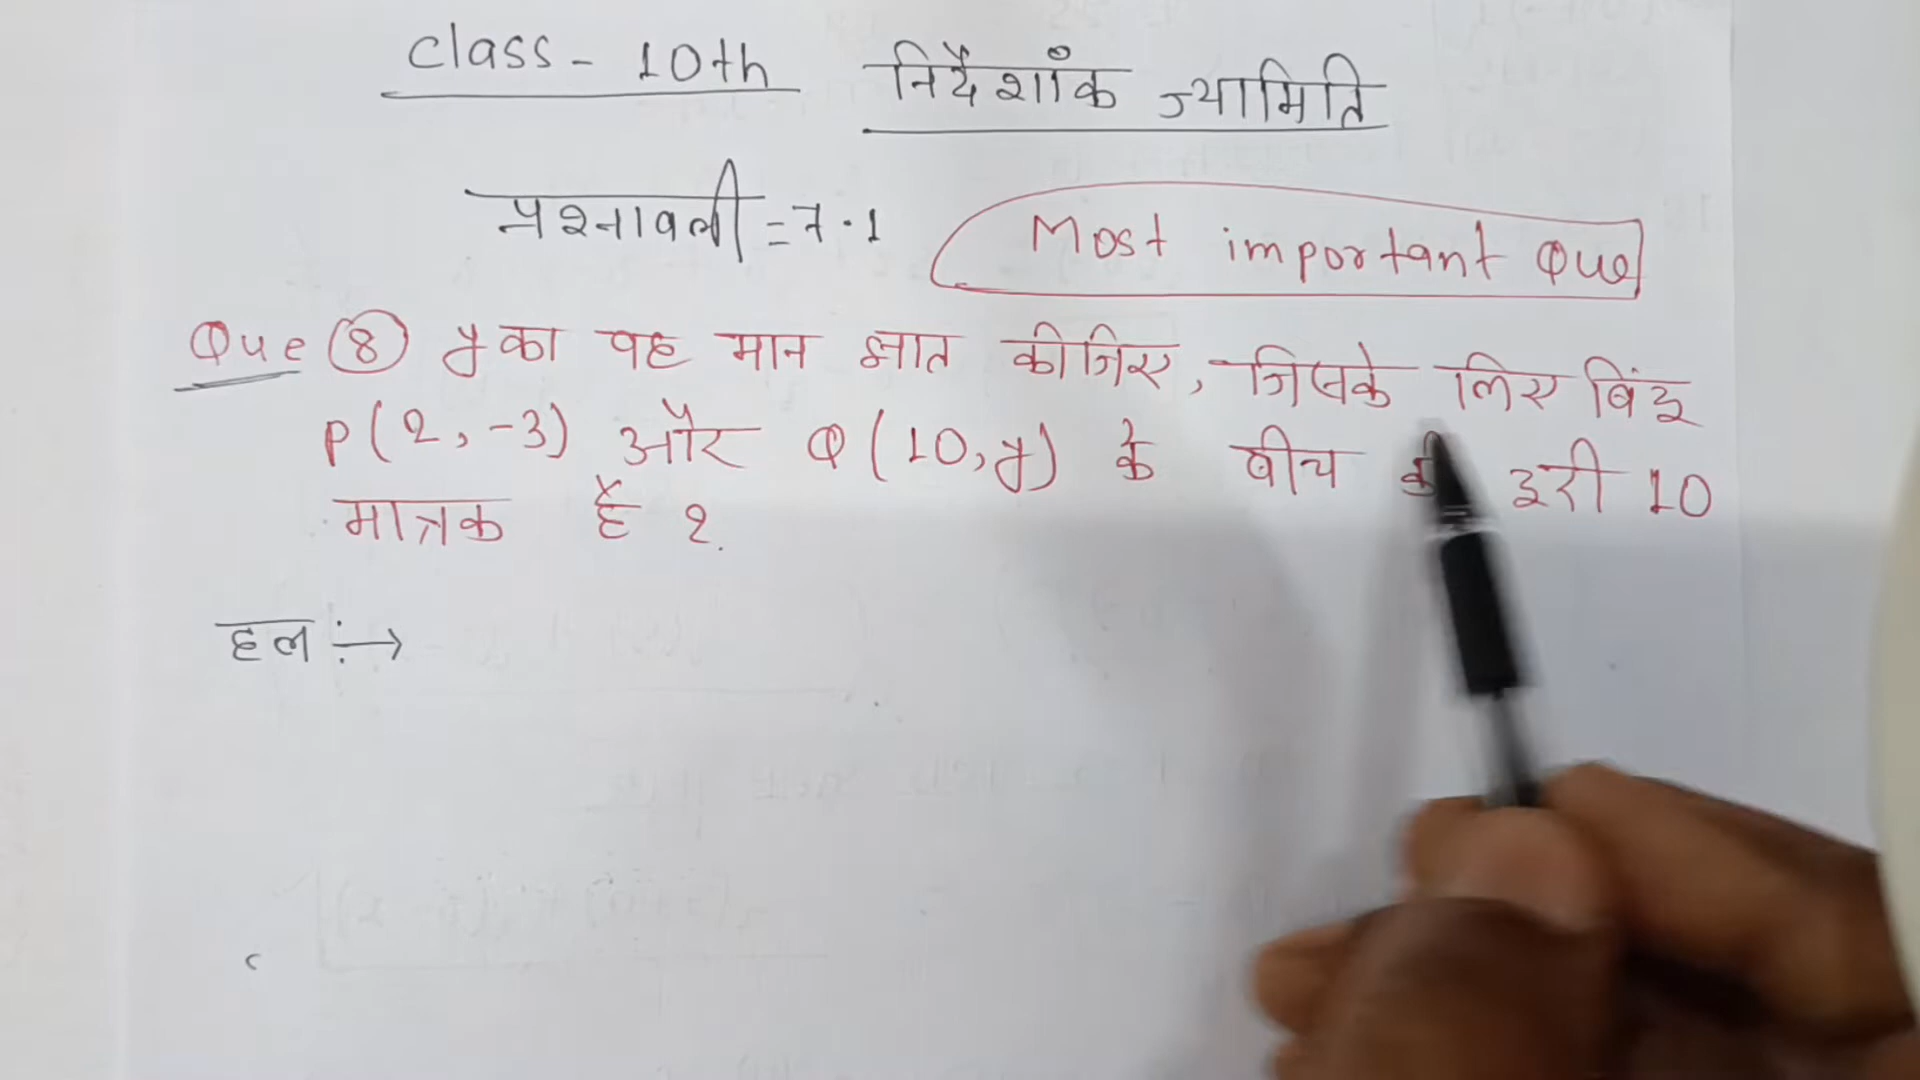 Class - 10th निर्देशांक ज्यामिति
प्रश्नावली = 7.1 Most important Que
Que 8 y का वह मान ज्ञात कीजिए, जिसके लिए बिंदु
P(2, -3) और Q(10, y) के बीच की दूरी 10
मात्रक है ?
हल :→